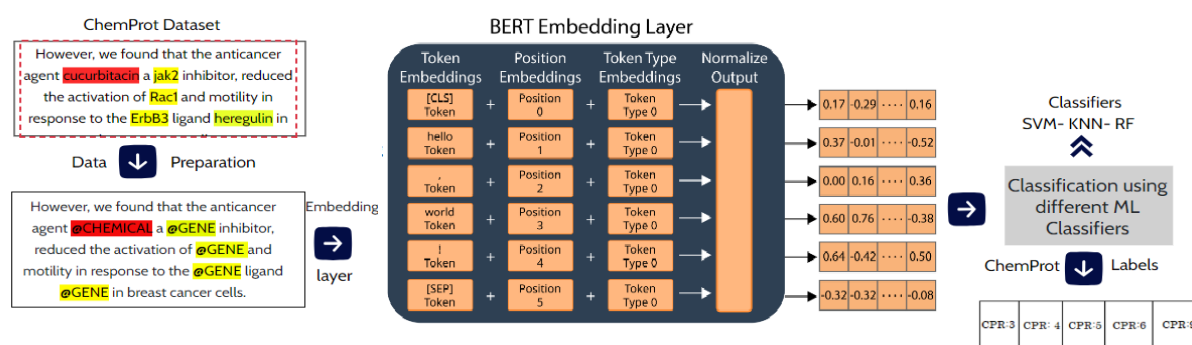 ChemProt Dataset
However, we found that the anticancer
agent cucurbitacin a jak2 inhibitor, reduced
the activation of Rac1 and motility in
response to the ErbB3 ligand heregulin in
Data Preparation
However, we found that the anticancer
agent @CHEMICAL a @GENE inhibitor,
reduced the activation of @GENE and
motility in response to the @GENE ligand
@GENE in breast cancer cells.
Embedding
layer
BERT Embedding Layer
Token Embeddings
Position Embeddings
Token Type Embeddings
Normalize Output
[CLS] Token + Position 0 + Token Type 0
hello Token + Position 1 + Token Type 0
, Token + Position 2 + Token Type 0
world Token + Position 3 + Token Type 0
! Token + Position 4 + Token Type 0
[SEP] Token + Position 5 + Token Type 0
0.17 -0.29 ···· 0.16
0.37 -0.01 ···· -0.52
0.00 0.16 ···· 0.36
0.60 0.76 ···· -0.38
0.64 -0.42 ···· 0.50
-0.32 -0.32 ···· -0.08
Classifiers
SVM- KNN- RF
Classification using
different ML
Classifiers
ChemProt Labels
CPR:3 CPR: 4 CPR:5 CPR:6